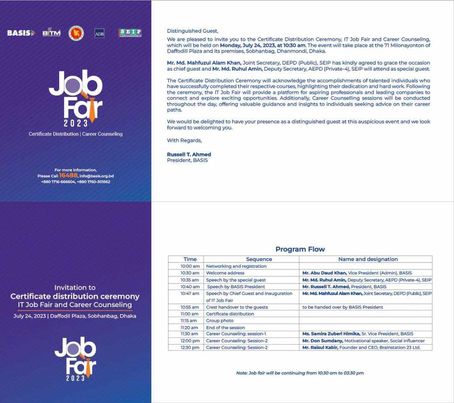 BASIS
BITM
ADB
SEIP
Job
Fair
2023
Certificate Distribution | Career Counseling
For more information,
Please Call 16488, info@basis.org.bd
+880 1716-666604, +880 1760-301662
Distinguished Guest,
We are pleased to invite you to the Certificate Distribution Ceremony, IT Job Fair and Career Counseling,
which will be held on Monday, July 24, 2023, at 10:30 am. The event will take place at the 71 Milonayoton of
Daffodil Plaza and its premises, Sobhanbag, Dhanmondi, Dhaka.
Mr. Md. Mahfuzul Alam Khan, Joint Secretary, DEPD (Public), SEIP has kindly agreed to grace the occasion
as chief guest and Mr. Md. Ruhul Amin, Deputy Secretary, AEPD (Private-4), SEIP will attend as special guest.
The Certificate Distribution Ceremony will acknowledge the accomplishments of talented individuals who
have successfully completed their respective courses, highlighting their dedication and hard work. Following
the ceremony, the IT Job Fair will provide a platform for aspiring professionals and leading companies to
connect and explore exciting opportunities. Additionally, Career Counseling sessions will be conducted
throughout the day, offering valuable guidance and insights to individuals seeking advice on their career
paths.
We would be delighted to have your presence as a distinguished guest at this auspicious event and we look
forward to welcoming you.
With Regards,
Russell T. Ahmed
President, BASIS
Invitation to
Certificate distribution ceremony
IT Job Fair and Career Counseling
July 24, 2023 | Daffodil Plaza, Sobhanbag, Dhaka
Job
Fair
2023
Program Flow
Time Sequence Name and designation
10:00 am Networking and registration
10:30 am Welcome address Mr. Abu Daud Khan, Vice President (Admin), BASIS
10:35 am Speech by the special guest Mr. Md. Ruhul Amin, Deputy Secretary, AEPD (Private-4), SEIP
10:40 am Speech by BASIS President Mr. Russell T. Ahmed, President, BASIS
10:47 am Speech by Chief Guest and Inauguration Mr. Md. Mahfuzul Alam Khan, Joint Secretary, DEPD (Public), SEIP
of IT Job Fair
10:55 am Crest handover to the guests to be handed over by BASIS President
11:00 am Certificate distribution
11:15 am Group photo
11:20 am End of the session
11:30 am Career Counseling: session-1 Ms. Samira Zuberi Himika, Sr. Vice President, BASIS
12:00 pm Career Counseling: Session-2 Mr. Don Sumdany, Motivational speaker, Social influencer
12:30 pm Career Counseling: Session-2 Mr. Raisul Kabir, Founder and CEO, Brainstation 23 Ltd.
Note: Job fair will be continuing from 10:30 am to 03:30 pm